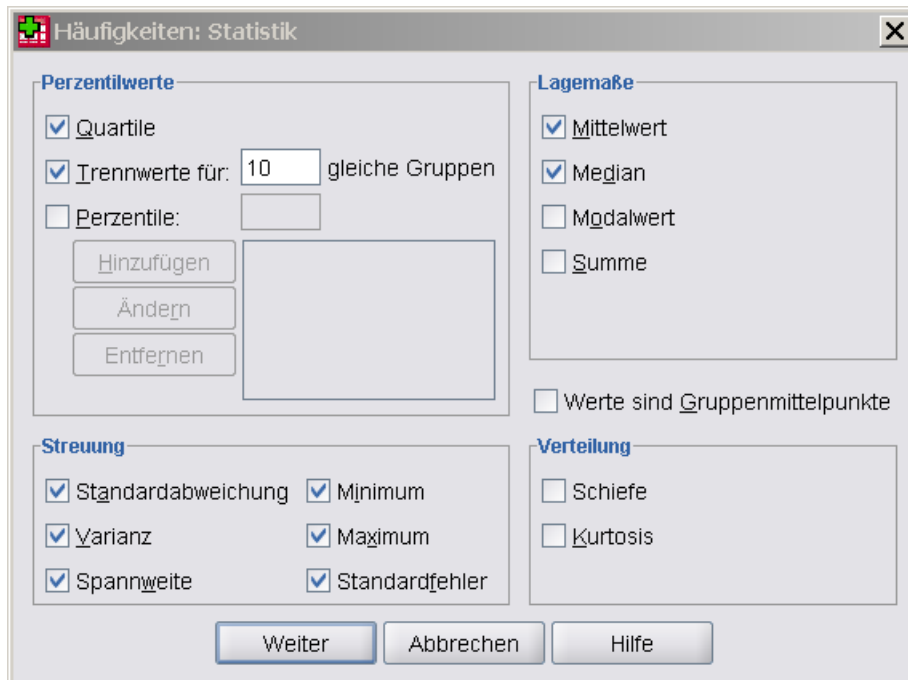 Häufigkeiten: Statistik
Perzentilwerte
Quartile
Trennwerte für: 10 gleiche Gruppen
Perzentile:
Hinzufügen
Ändern
Entfernen
Lagemaße
Mittelwert
Median
Modalwert
Summe
Werte sind Gruppenmittelpunkte
Streuung
Standardabweichung Minimum
Varianz Maximum
Spannweite Standardfehler
Verteilung
Schiefe
Kurtosis
Weiter Abbrechen Hilfe